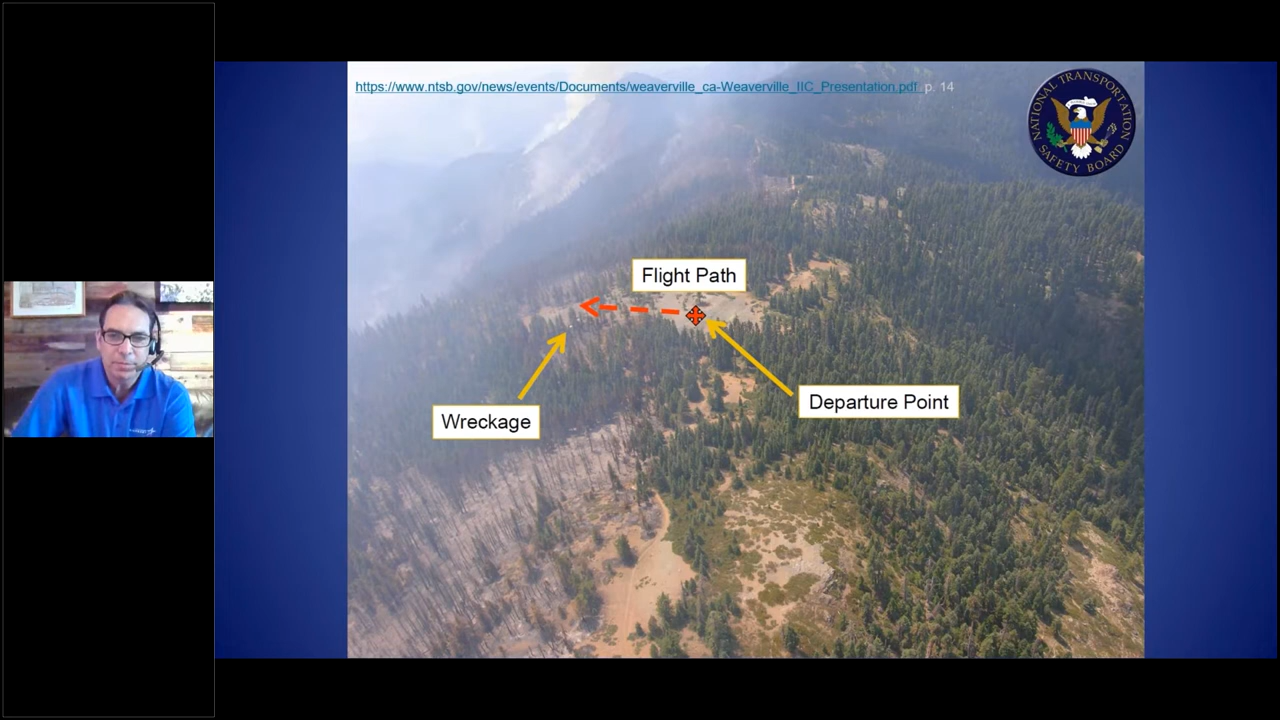 https://www.ntsb.gov/news/events/Documents/weaverville_ca-Weaverville_IIC_Presentation.pdf p. 14
NATIONAL TRANSPORTATION
SAFETY BOARD
Flight Path
Departure Point
Wreckage